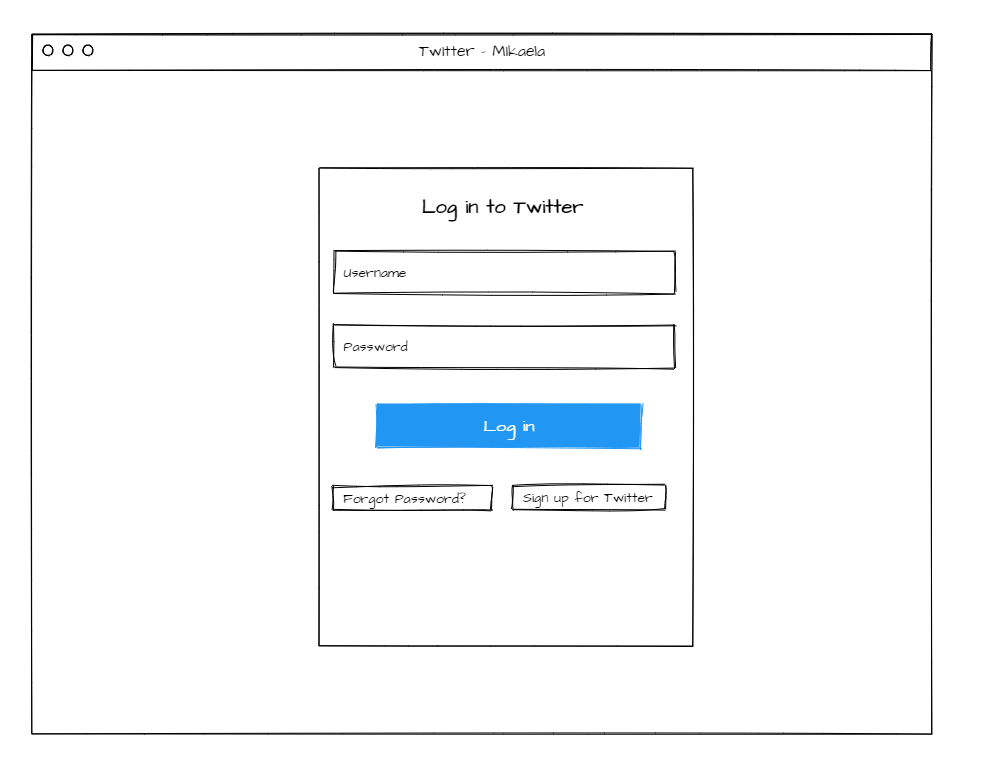 Twitter - Mikaela
Log in to Twitter
Username
Password
Log in
Forgot Password?
Sign up for Twitter